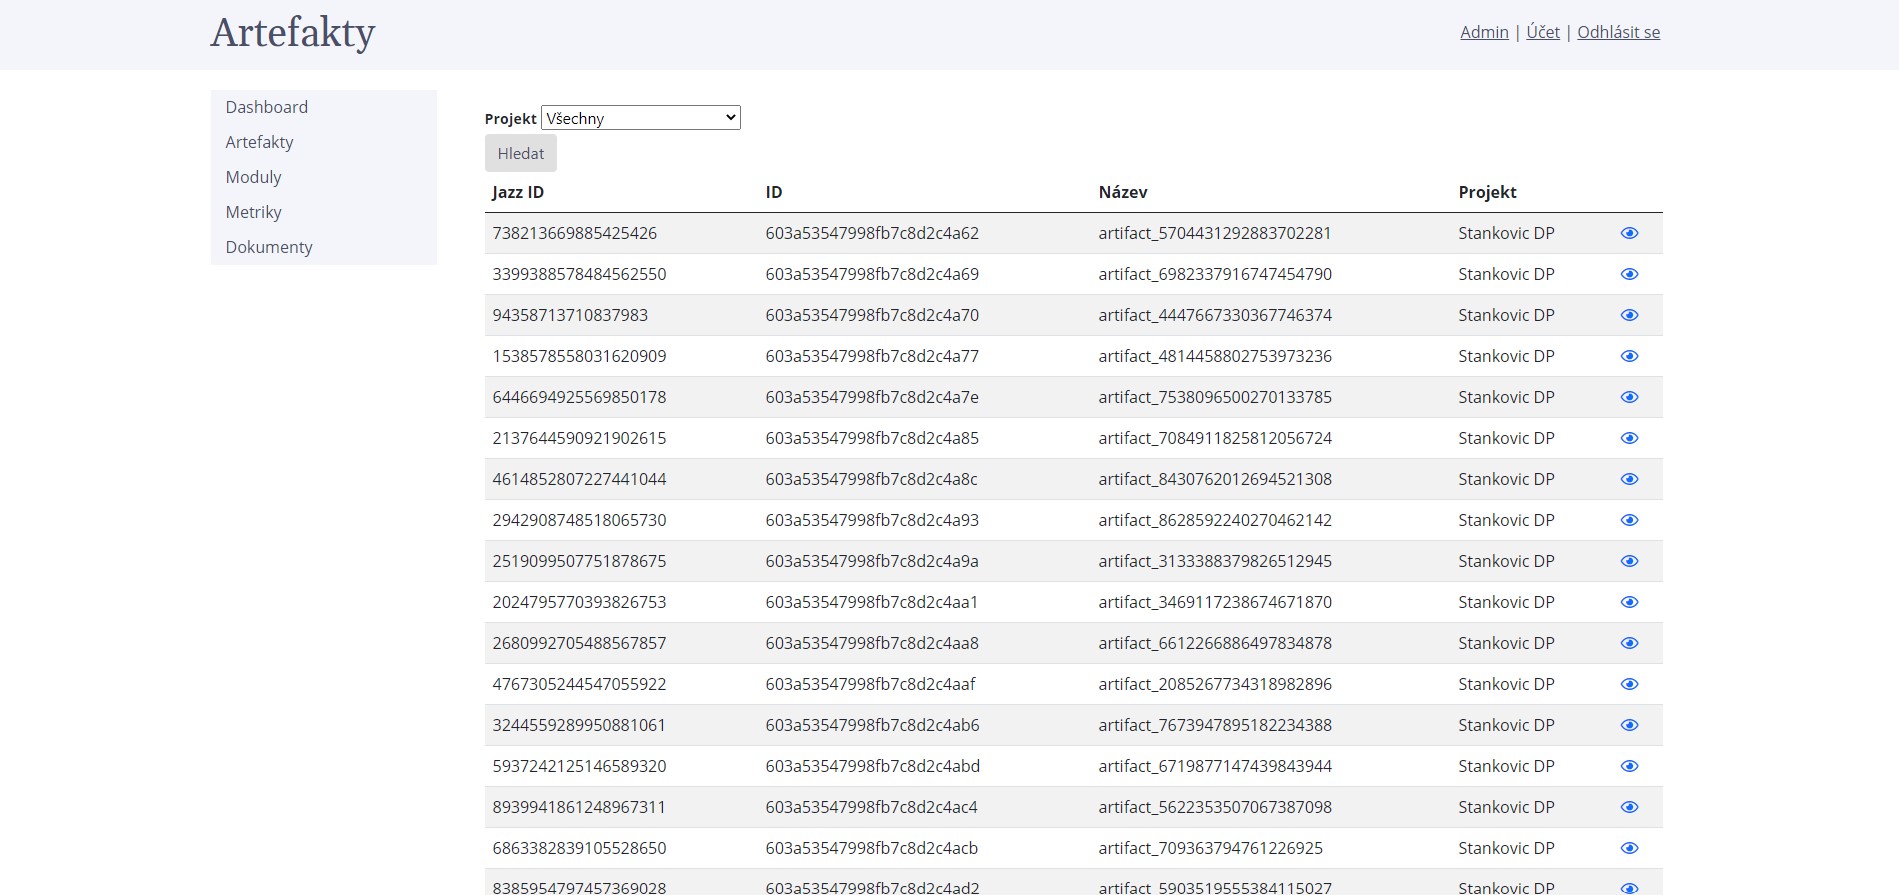 Artefakty
Admin | Účet | Odhlásit se
Dashboard
Artefakty
Moduly
Metriky
Dokumenty
Projekt Všechny
Hledat
Jazz ID ID Název Projekt
738213669885425426 603a53547998fb7c8d2c4a62 artifact_5704431292883702281 Stankovic DP
3399388578484562550 603a53547998fb7c8d2c4a69 artifact_6982337916747454790 Stankovic DP
94358713710837983 603a53547998fb7c8d2c4a70 artifact_4447667330367746374 Stankovic DP
1538578558031620909 603a53547998fb7c8d2c4a77 artifact_4814458802753973236 Stankovic DP
6446694925569850178 603a53547998fb7c8d2c4a7e artifact_7538096500270133785 Stankovic DP
2137644590921902615 603a53547998fb7c8d2c4a85 artifact_7084911825812056724 Stankovic DP
4614852807227441044 603a53547998fb7c8d2c4a8c artifact_8430762012694521308 Stankovic DP
2942908748518065730 603a53547998fb7c8d2c4a93 artifact_8628592240270462142 Stankovic DP
2519099507751878675 603a53547998fb7c8d2c4a9a artifact_3133388379826512945 Stankovic DP
2024795770393826753 603a53547998fb7c8d2c4aa1 artifact_3469117238674671870 Stankovic DP
2680992705488567857 603a53547998fb7c8d2c4aa8 artifact_6612266886497834878 Stankovic DP
4767305244547055922 603a53547998fb7c8d2c4aaf artifact_2085267734318982896 Stankovic DP
3244559289950881061 603a53547998fb7c8d2c4ab6 artifact_7673947895182234388 Stankovic DP
5937242125146589320 603a53547998fb7c8d2c4abd artifact_6719877147439843944 Stankovic DP
8939941861248967311 603a53547998fb7c8d2c4ac4 artifact_5622353507067387098 Stankovic DP
6863382839105528650 603a53547998fb7c8d2c4acb artifact_709363794761226925 Stankovic DP
8385954797457369028 603a53547998fb7c8d2c4ad2 artifact_5903519555384115027 Stankovic DP